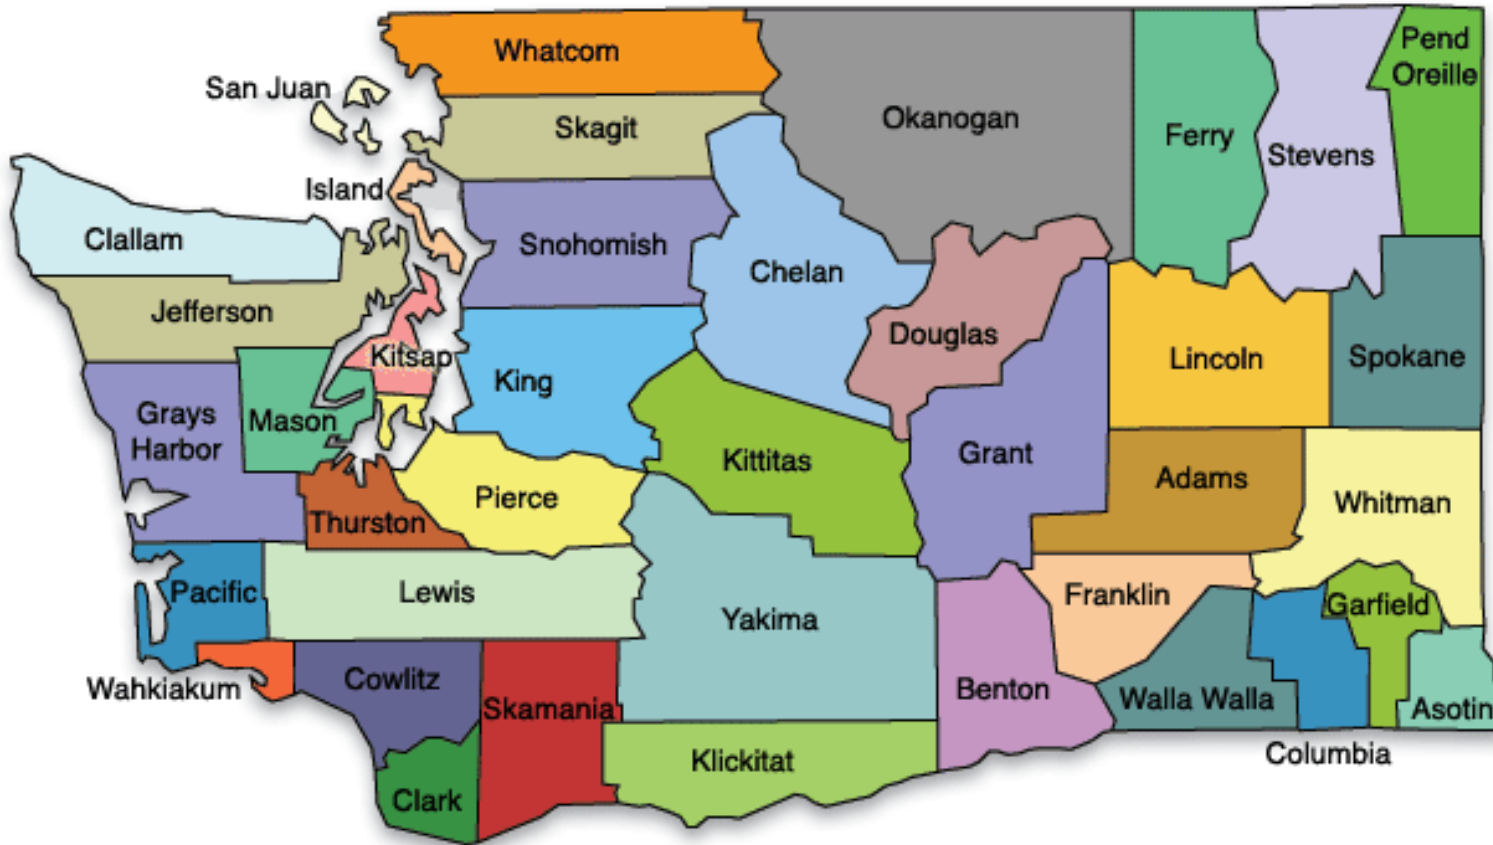 Whatcom
San Juan
Skagit
Okanogan
Ferry
Stevens
Pend
Oreille
Island
Clallam
Snohomish
Chelan
Jefferson
Douglas
Kitsap
King
Lincoln
Spokane
Grays
Harbor
Mason
Kittitas
Grant
Adams
Whitman
Pierce
Thurston
Pacific
Lewis
Yakima
Franklin
Garfield
Wahkiakum
Cowlitz
Skamania
Benton
Walla Walla
Asotin
Klickitat
Columbia
Clark